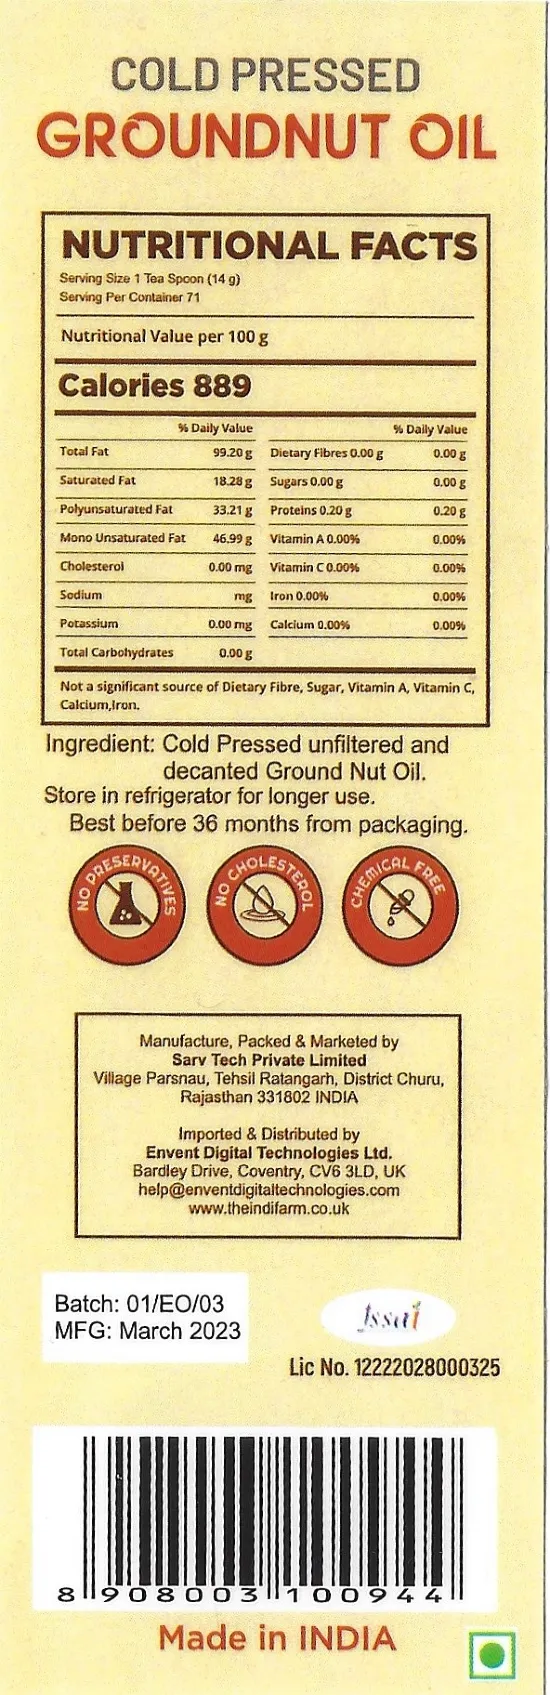 COLD PRESSED
GROUNDNUT OIL
NUTRITIONAL FACTS
Serving Size 1 Tea Spoon (14 g)
Serving Per Container 71
Nutritional Value per 100 g
Calories 889
% Daily Value % Daily Value
Total Fat 99.20 g Dietary Fibres 0.00 g 0.00 g
Saturated Fat 18.28 g Sugars 0.00 g 0.00 g
Polyunsaturated Fat 33.21 g Proteins 0.20 g 0.20 g
Mono Unsaturated Fat 46.99 g Vitamin A 0.00% 0.00%
Cholesterol 0.00 mg Vitamin C 0.00% 0.00%
Sodium mg Iron 0.00% 0.00%
Potassium 0.00 mg Calcium 0.00% 0.00%
Total Carbohydrates 0.00 g
Not a significant source of Dietary Fibre, Sugar, Vitamin A, Vitamin C,
Calcium,Iron.
Ingredient: Cold Pressed unfiltered and
decanted Ground Nut Oil.
Store in refrigerator for longer use.
Best before 36 months from packaging.
NO PRESERVATIVES
NO CHOLESTEROL
CHEMICAL FREE
Manufacture, Packed & Marketed by
Sarv Tech Private Limited
Village Parsnau, Tehsil Ratangarh, District Churu,
Rajasthan 331802 INDIA
Imported & Distributed by
Envent Digital Technologies Ltd.
Bardley Drive, Coventry, CV6 3LD, UK
help@enventdigitaltechnologies.com
www.theindifarm.co.uk
Batch: 01/EO/03
MFG: March 2023
fssai
Lic No. 12222028000325
8 908003 100944
Made in INDIA